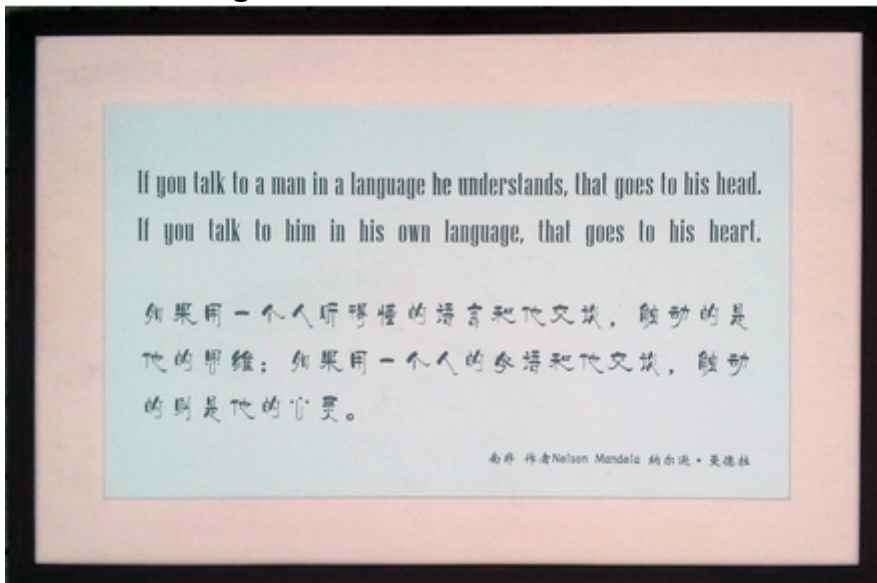 If you talk to a man in a language he understands, that goes to his head.
If you talk to him in his own language, that goes to his heart.
如果用一个人听得懂的语言和他交谈，触动的是
他的思维；如果用一个人的母语和他交谈，触动
的则是他的心灵。
南非 作者Nelson Mandela 纳尔逊·曼德拉